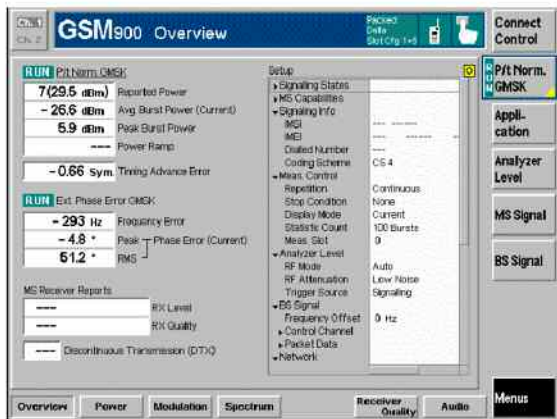 GSM900 Overview
Packed
Data
Slot Cfg 1+5
Connect
Control
RUN P/t Norm. GMSK
7(29.5 dBm) Reported Power
- 26.6 dBm Avg. Burst Power (Current)
5.9 dBm Peak Burst Power
---- Power Ramp
- 0.66 Sym. Timing Advance Error
RUN Ext. Phase Error GMSK
- 293 Hz Frequency Error
- 4.8 ° Peak Phase Error (Current)
51.2 ° RMS
MS Receiver Reports
---- RX Level
---- RX Quality
---- Discontinuous Transmission (DTX)
Setup
Signaling States
MS Capabilities
Signaling Info
IMSI --- -- -----
IMEI ------ -- ------ --
Dialled Number ---
Coding Scheme CS 4
Meas. Control
Repetition Continuous
Stop Condition None
Display Mode Current
Statistic Count 100 Bursts
Meas. Slot 0
Analyzer Level
RF Mode Auto
RF Attenuation Low Noise
Trigger Source Signaling
BS Signal
Frequency Offset 0 Hz
Control Channel
Packet Data
Network
RUN P/t Norm.
GMSK
Appli-
cation
Analyzer
Level
MS Signal
BS Signal
Overview Power Modulation Spectrum Receiver Quality Audio Menus